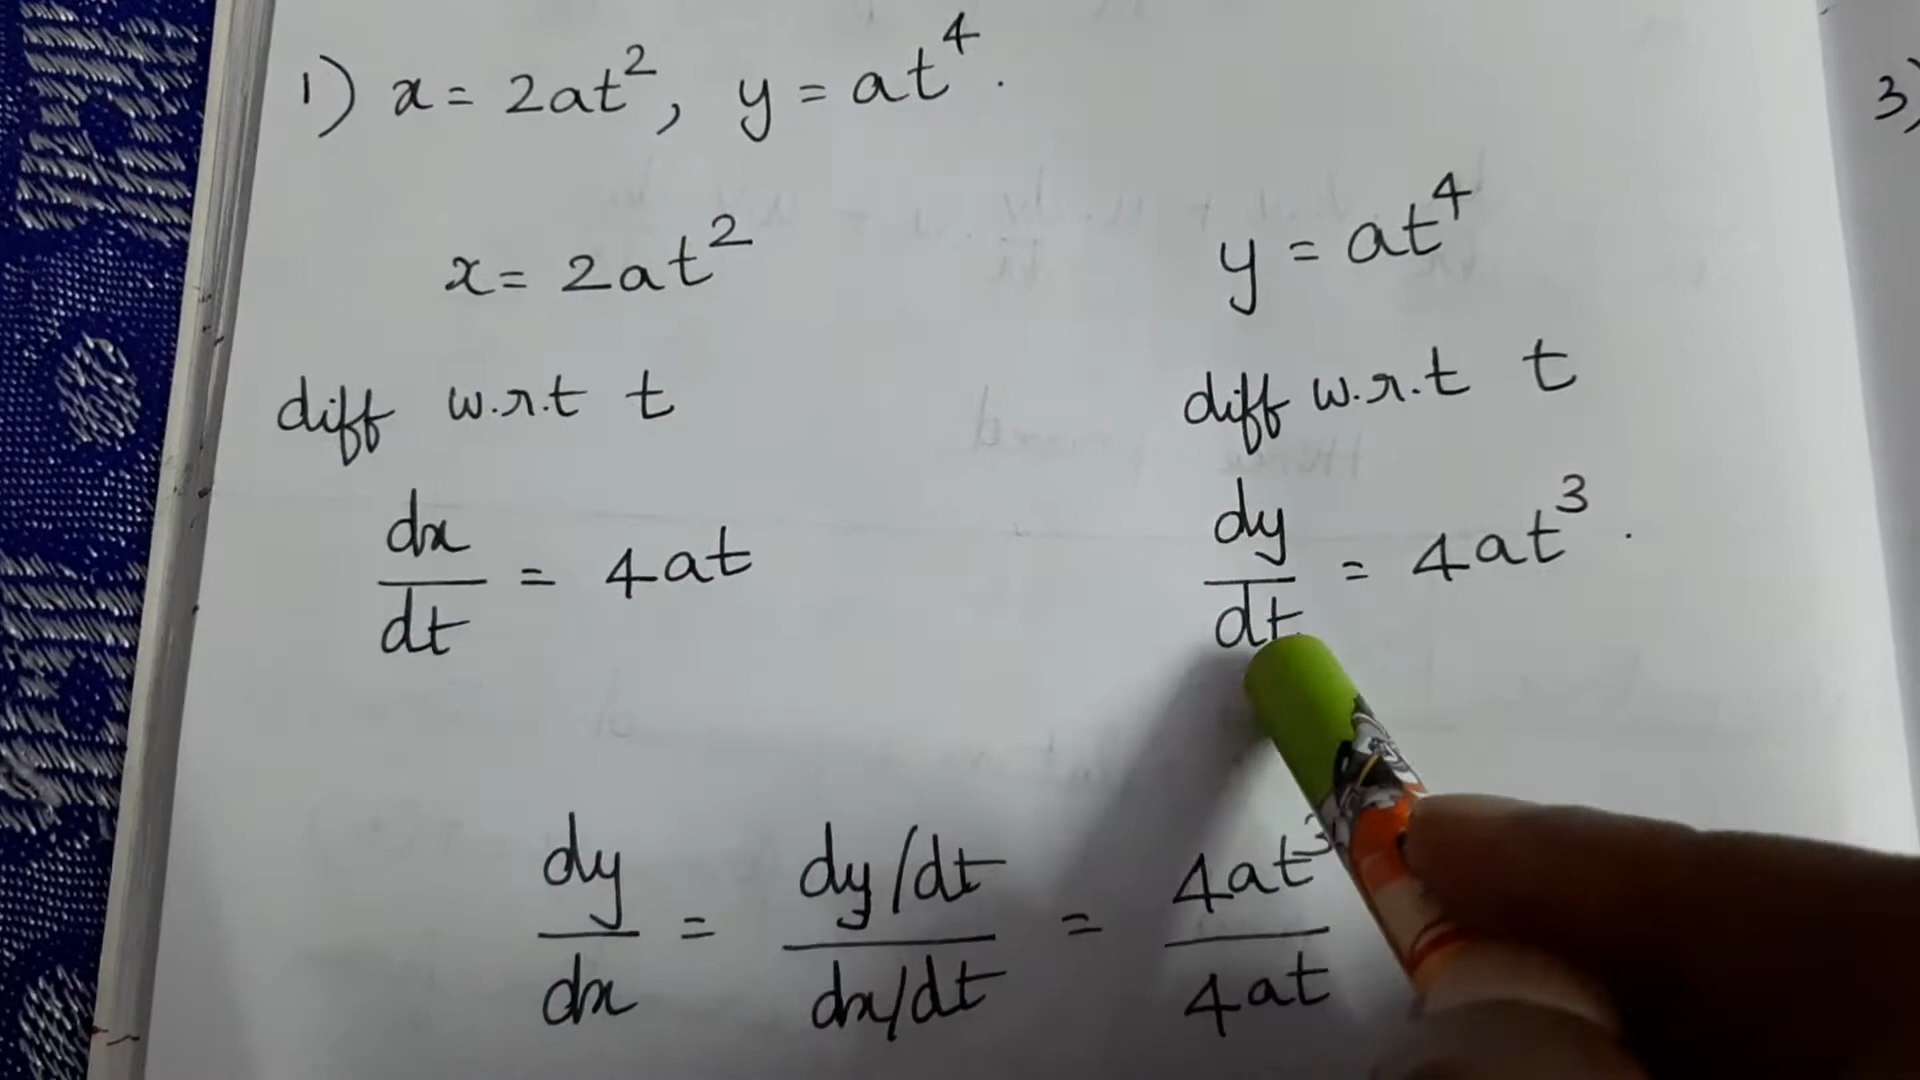 1) x = 2at², y = at⁴.
x = 2at²
y = at⁴
diff w.r.t t
diff w.r.t t
dx/dt = 4at
dy/dt = 4at³.
dy/dx = (dy/dt)/(dx/dt) = 4at³/4at
3)